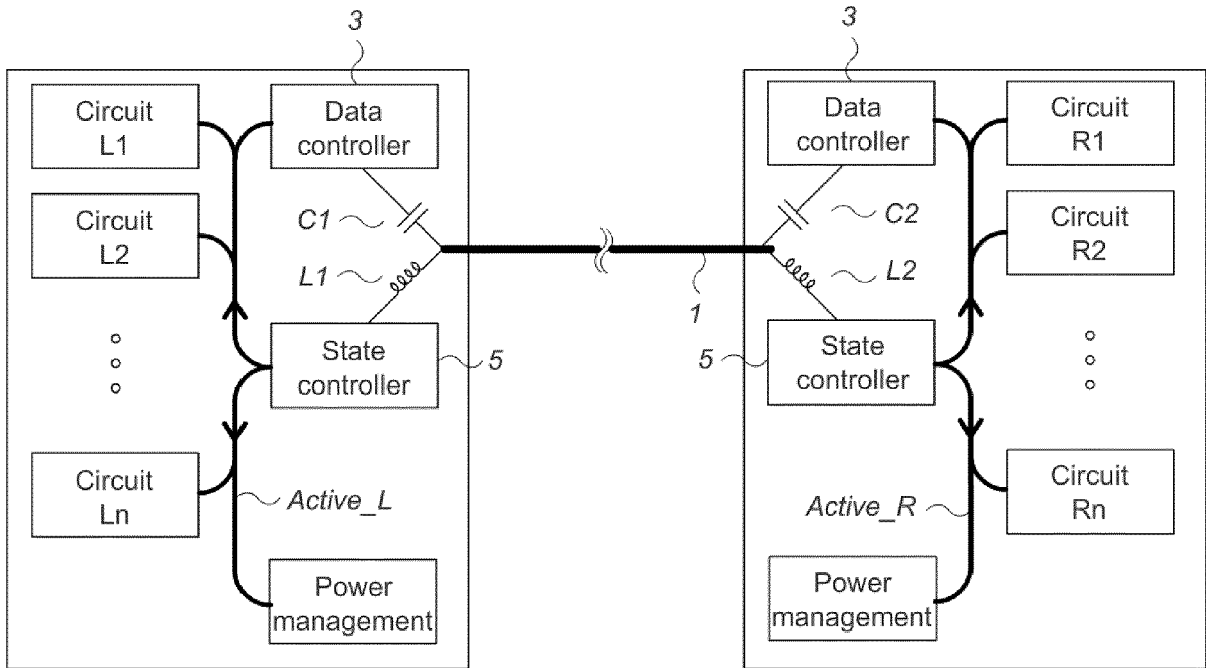 3
3
Circuit
L1
Data
controller
Data
controller
Circuit
R1
Circuit
L2
C1
C2
Circuit
R2
L1
L2
1
State
controller
5
5
State
controller
Circuit
Ln
Active_L
Active_R
Circuit
Rn
Power
management
Power
management